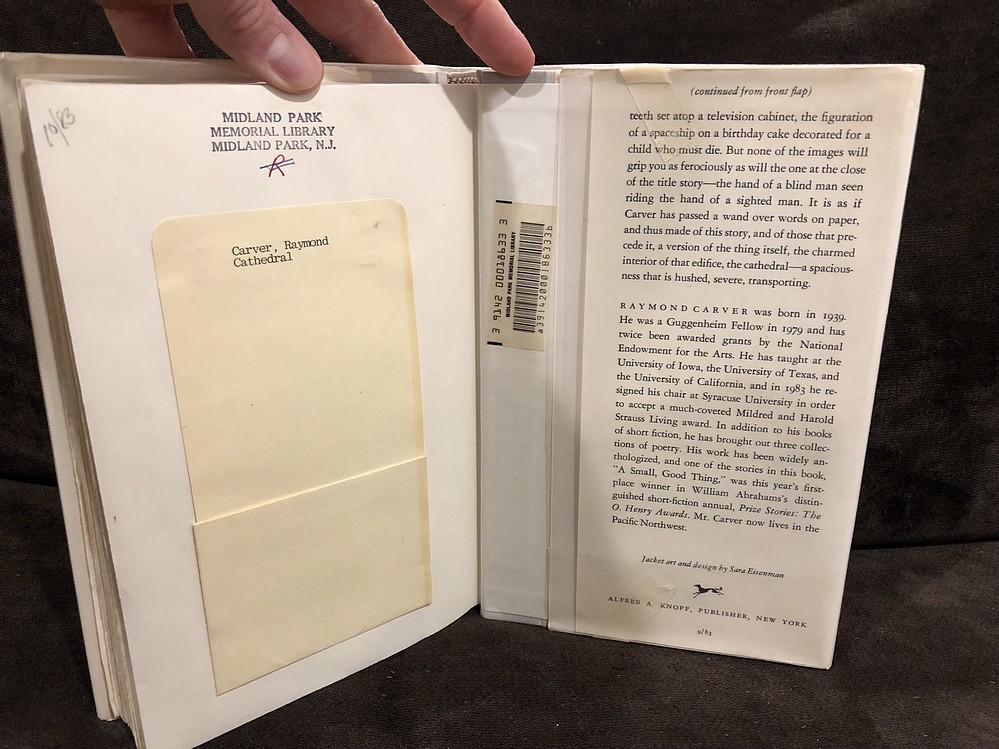 10/83
MIDLAND PARK
MEMORIAL LIBRARY
MIDLAND PARK, N.J.
Carver, Raymond
Cathedral
3 9142 00018633 3
MIDLAND PARK MEMORIAL LIBRARY
a39142000186333b
(continued from front flap)
teeth set atop a television cabinet, the figuration
of a spaceship on a birthday cake decorated for a
child who must die. But none of the images will
grip you as ferociously as will the one at the close
of the title story—the hand of a blind man seen
riding the hand of a sighted man. It is as if
Carver has passed a wand over words on paper,
and thus made of this story, and of those that pre-
cede it, a version of the thing itself, the charmed
interior of that edifice, the cathedral—a spacious-
ness that is hushed, severe, transporting.
RAYMOND CARVER was born in 1939.
He was a Guggenheim Fellow in 1979 and has
twice been awarded grants by the National
Endowment for the Arts. He has taught at the
University of Iowa, the University of Texas, and
the University of California, and in 1983 he re-
signed his chair at Syracuse University in order
to accept a much-coveted Mildred and Harold
Strauss Living award. In addition to his books
of short fiction, he has brought out three collec-
tions of poetry. His work has been widely an-
thologized, and one of the stories in this book,
"A Small, Good Thing," was this year's first-
place winner in William Abrahams's distin-
guished short-fiction annual, Prize Stories: The
O. Henry Awards. Mr. Carver now lives in the
Pacific Northwest.
Jacket art and design by Sara Eisenman
ALFRED A. KNOPF, PUBLISHER, NEW YORK
9/83